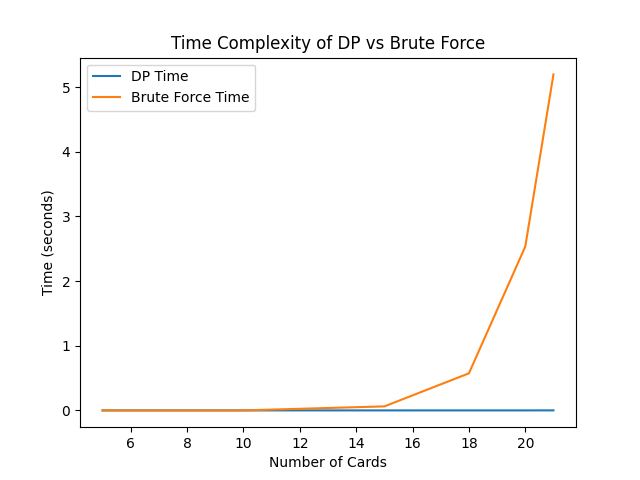 Time Complexity of DP vs Brute Force
DP Time
Brute Force Time
5
4
3
2
1
0
Time (seconds)
6 8 10 12 14 16 18 20
Number of Cards